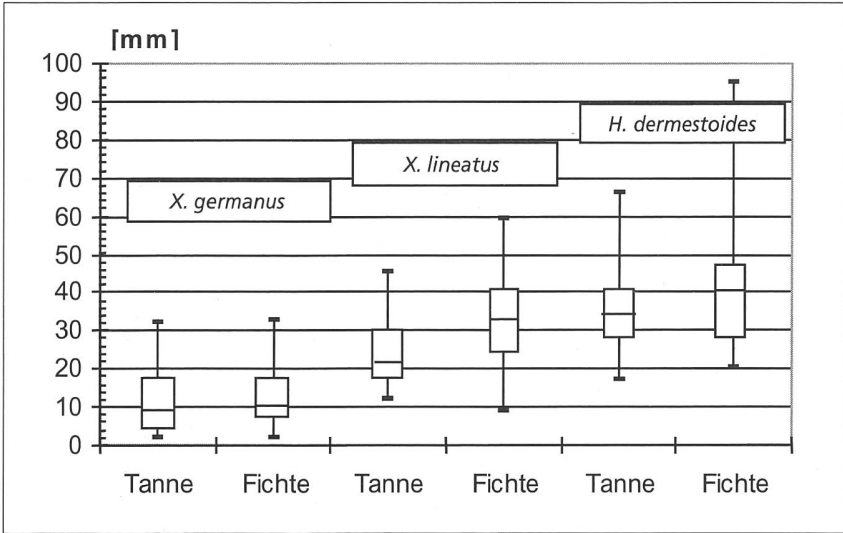 [mm]
100
90
80
70
60
50
40
30
20
10
0
H. dermestoides
X. lineatus
X. germanus
Tanne Fichte Tanne Fichte Tanne Fichte